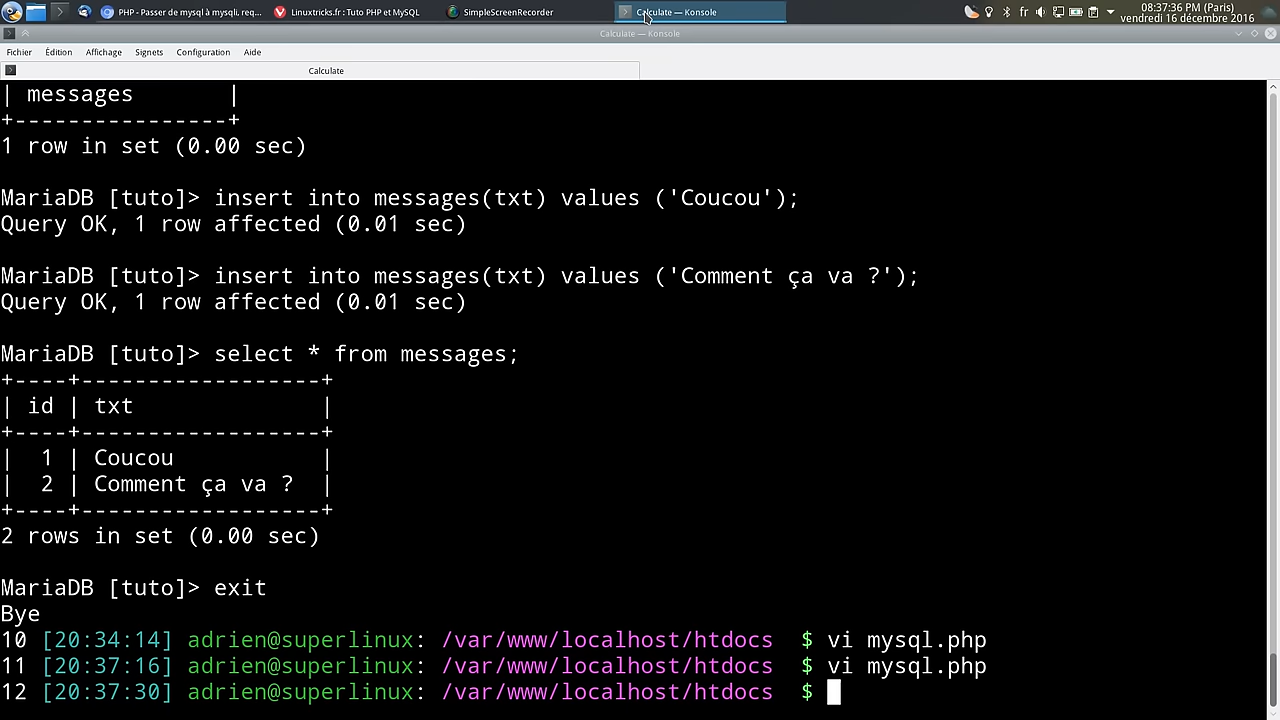 PHP - Passer de mysql à mysqli, req...
Linuxtricks.fr : Tuto PHP et MySQL
SimpleScreenRecorder
Calculate — Konsole
fr
08:37:36 PM (Paris)
vendredi 16 décembre 2016
Calculate — Konsole
Fichier Édition Affichage Signets Configuration Aide
Calculate
| messages       |
+----------------+
1 row in set (0.00 sec)
MariaDB [tuto]> insert into messages(txt) values ('Coucou');
Query OK, 1 row affected (0.01 sec)
MariaDB [tuto]> insert into messages(txt) values ('Comment ça va ?');
Query OK, 1 row affected (0.01 sec)
MariaDB [tuto]> select * from messages;
+----+------------------+
| id | txt              |
+----+------------------+
|  1 | Coucou           |
|  2 | Comment ça va ?  |
+----+------------------+
2 rows in set (0.00 sec)
MariaDB [tuto]> exit
Bye
10 [20:34:14] adrien@superlinux: /var/www/localhost/htdocs  $ vi mysql.php
11 [20:37:16] adrien@superlinux: /var/www/localhost/htdocs  $ vi mysql.php
12 [20:37:30] adrien@superlinux: /var/www/localhost/htdocs  $